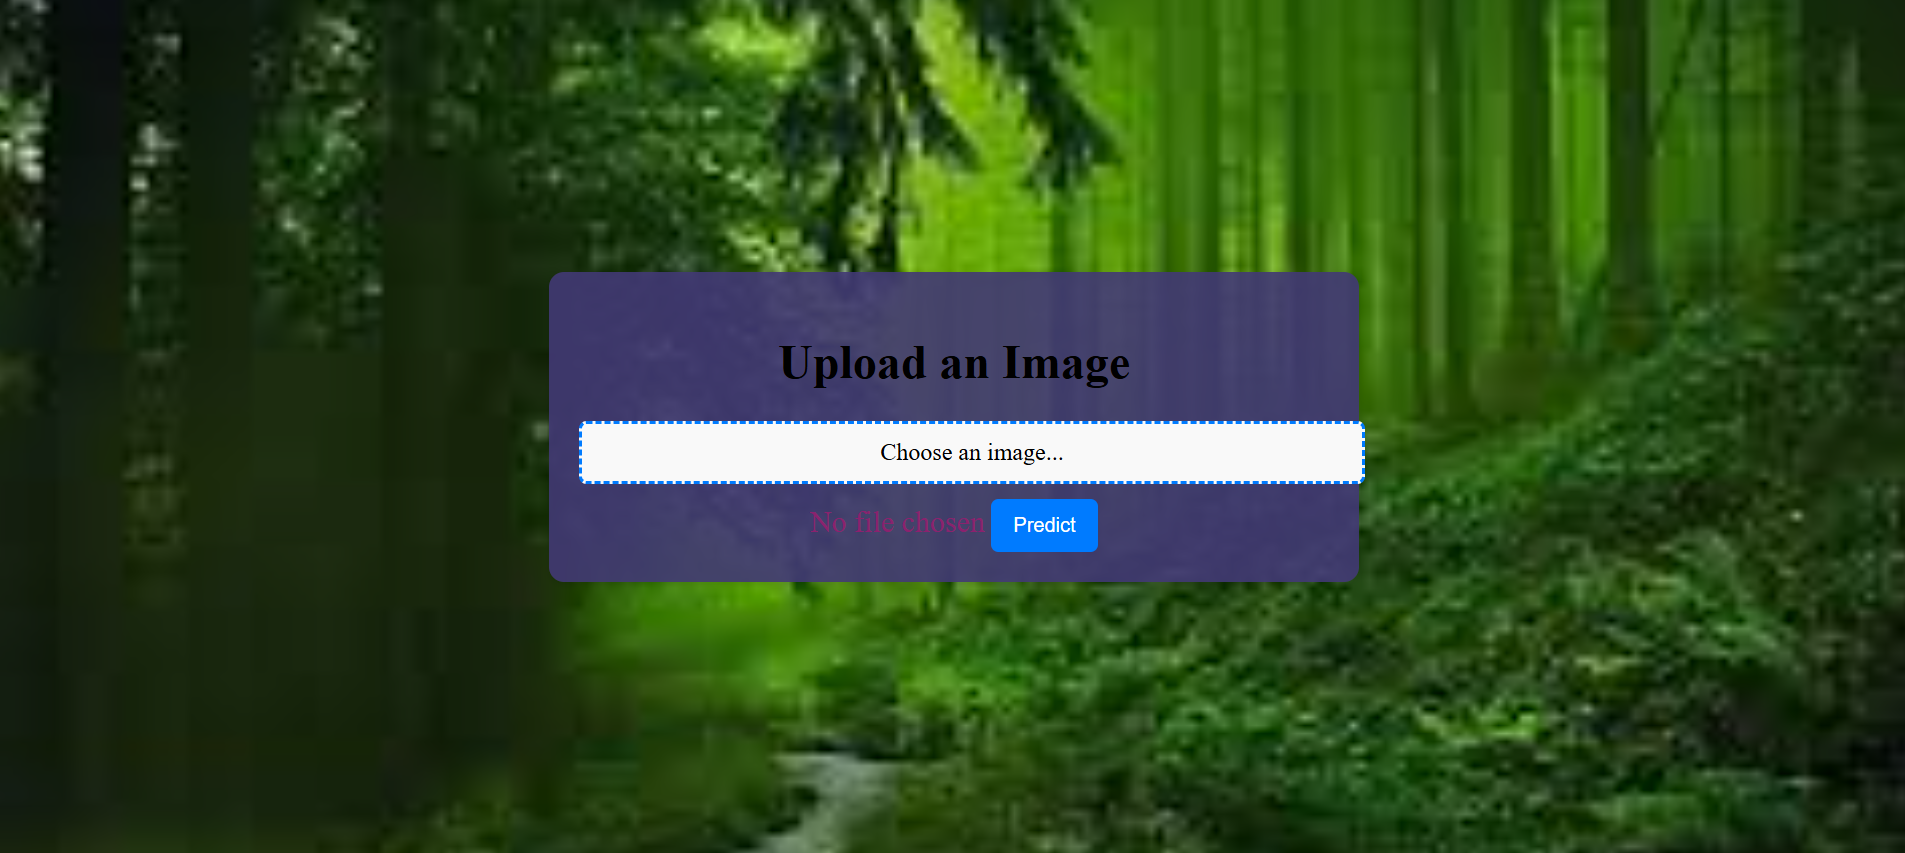 Upload an Image
Choose an image...
No file chosen Predict